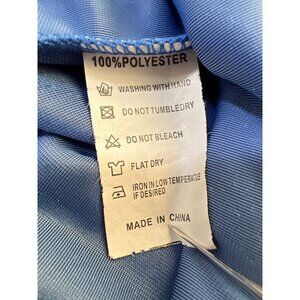 100%POLYESTER
WASHING WITH HAND
DO NOT TUMBLEDRY
DO NOT BLEACH
FLAT DRY
IRON IN LOW TEMPERATUE
IF DESIRED
MADE IN CHINA